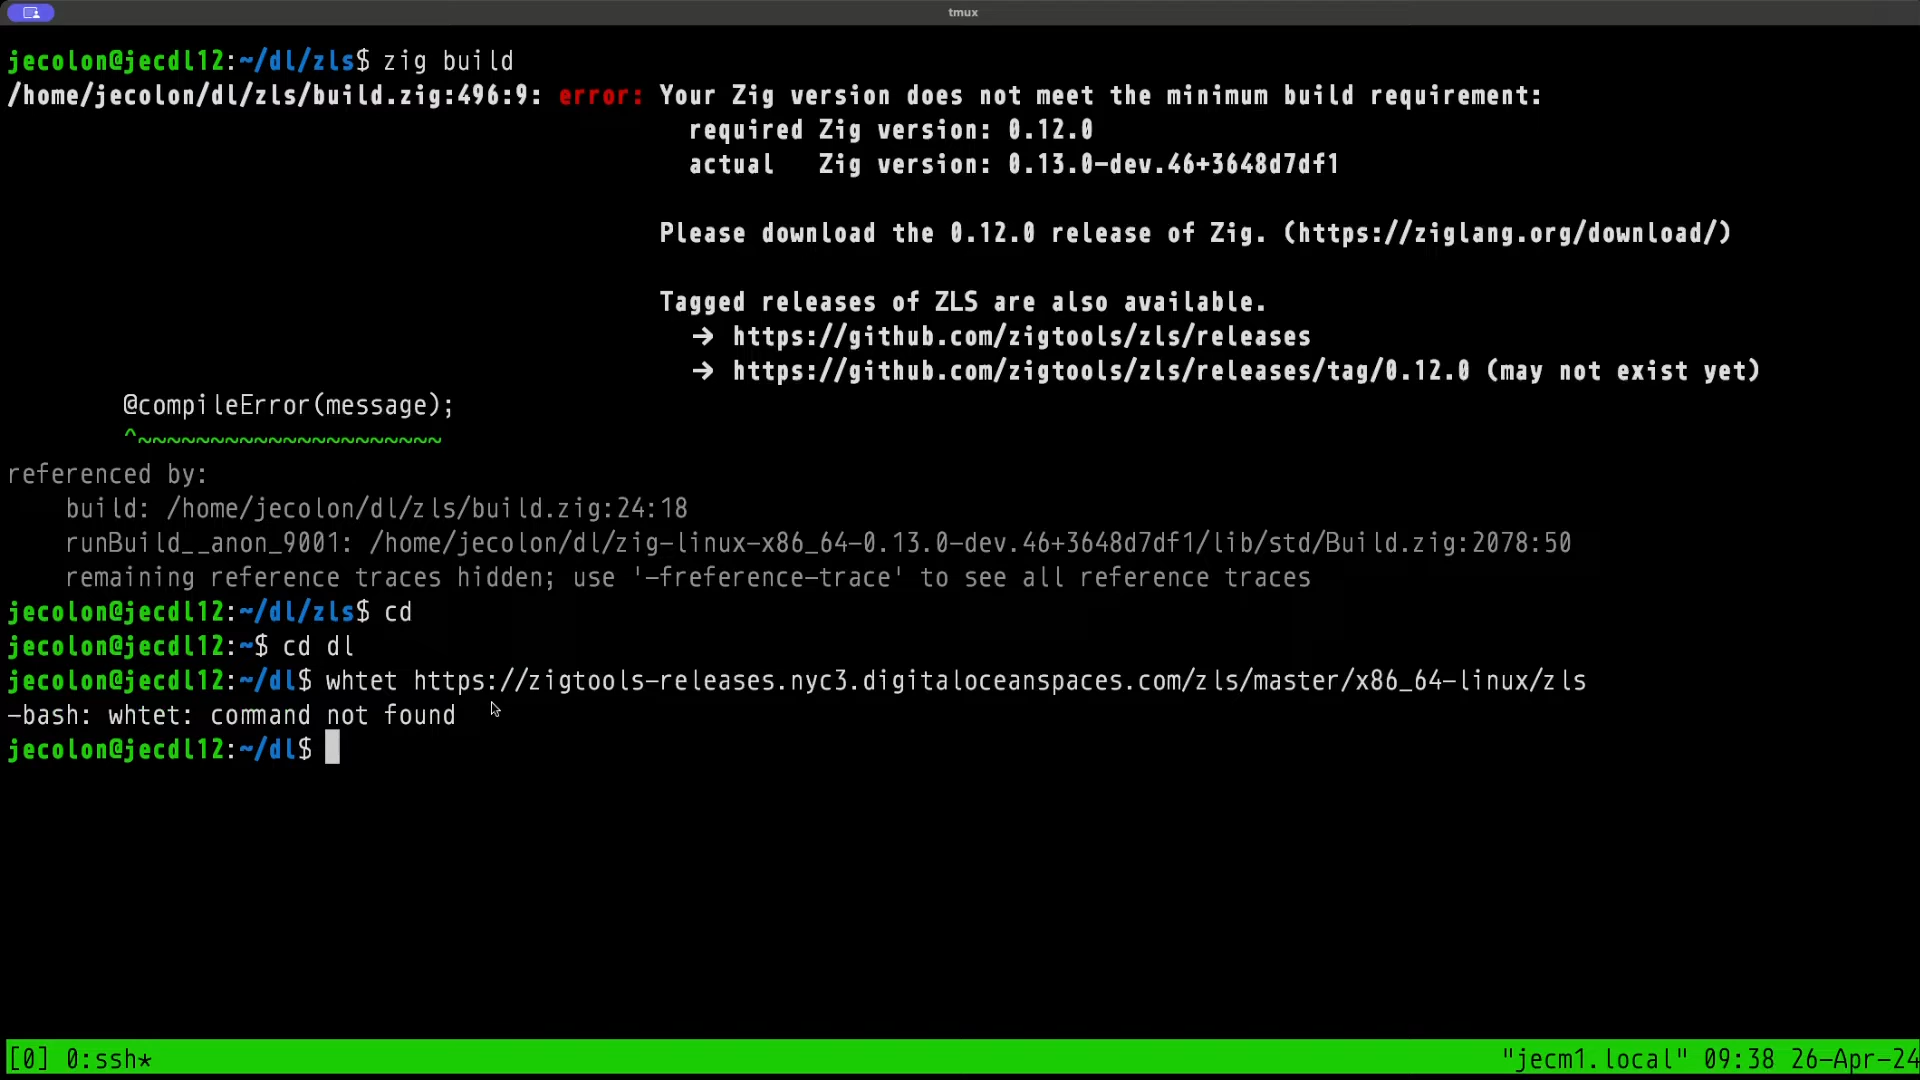 tmux
jecolon@jecdl12:~/dl/zls$ zig build
/home/jecolon/dl/zls/build.zig:496:9: error: Your Zig version does not meet the minimum build requirement:
required Zig version: 0.12.0
actual   Zig version: 0.13.0-dev.46+3648d7df1
Please download the 0.12.0 release of Zig. (https://ziglang.org/download/)
Tagged releases of ZLS are also available.
→ https://github.com/zigtools/zls/releases
→ https://github.com/zigtools/zls/releases/tag/0.12.0 (may not exist yet)
@compileError(message);
^~~~~~~~~~~~~~~~~~~~~~
referenced by:
build: /home/jecolon/dl/zls/build.zig:24:18
runBuild__anon_9001: /home/jecolon/dl/zig-linux-x86_64-0.13.0-dev.46+3648d7df1/lib/std/Build.zig:2078:50
remaining reference traces hidden; use '-freference-trace' to see all reference traces
jecolon@jecdl12:~/dl/zls$ cd
jecolon@jecdl12:~$ cd dl
jecolon@jecdl12:~/dl$ whtet https://zigtools-releases.nyc3.digitaloceanspaces.com/zls/master/x86_64-linux/zls
-bash: whtet: command not found
jecolon@jecdl12:~/dl$
[0] 0:ssh* "jecm1.local" 09:38 26-Apr-24